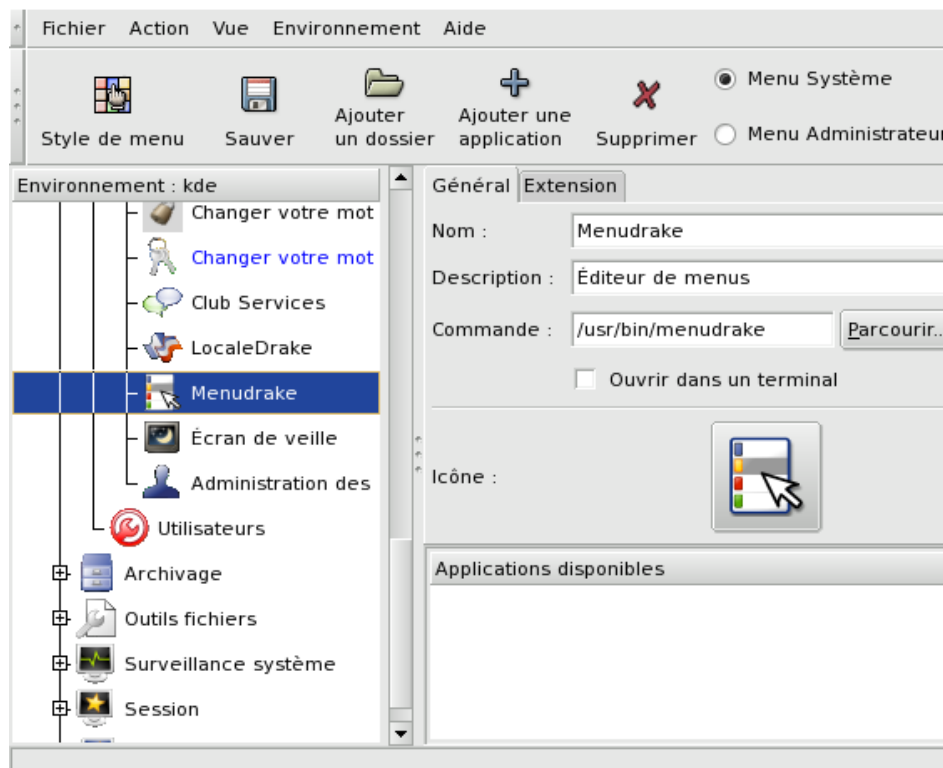 Fichier Action Vue Environnement Aide
Style de menu
Sauver
Ajouter
un dossier
Ajouter une
application
Supprimer
Menu Système
Menu Administrateur
Environnement : kde
Changer votre mot
Changer votre mot
Club Services
LocaleDrake
Menudrake
Écran de veille
Administration des
Utilisateurs
Archivage
Outils fichiers
Surveillance système
Session
Général Extension
Nom : Menudrake
Description : Éditeur de menus
Commande : /usr/bin/menudrake Parcourir...
Ouvrir dans un terminal
Icône :
Applications disponibles